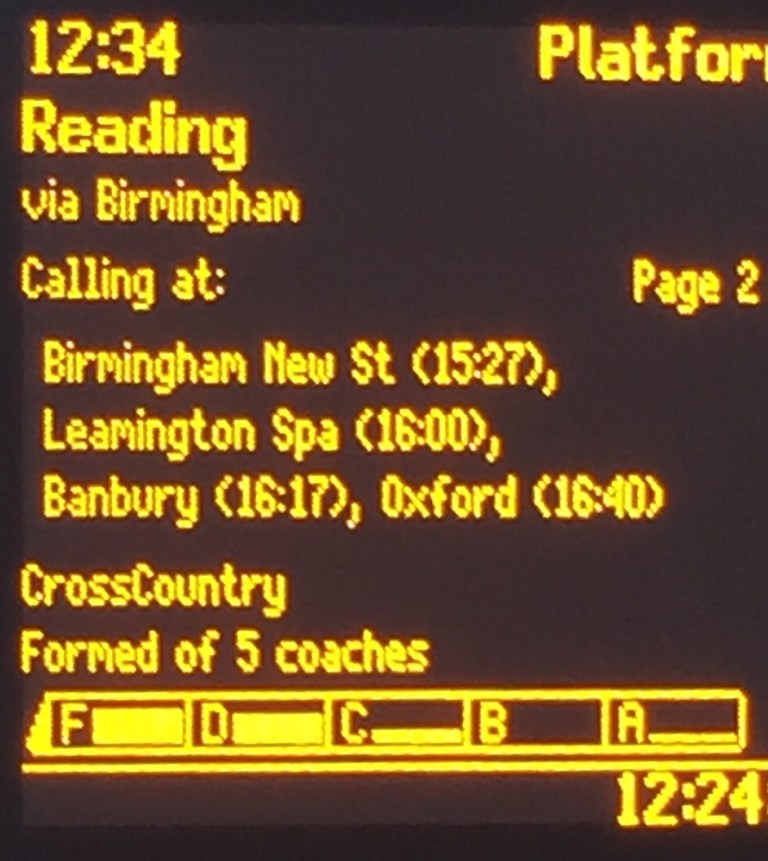 12:34 Platfor
Reading
via Birmingham
Calling at: Page 2
Birmingham New St (15:27),
Leamington Spa (16:00),
Banbury (16:17), Oxford (16:40)
CrossCountry
Formed of 5 coaches
F D C B A
12:24